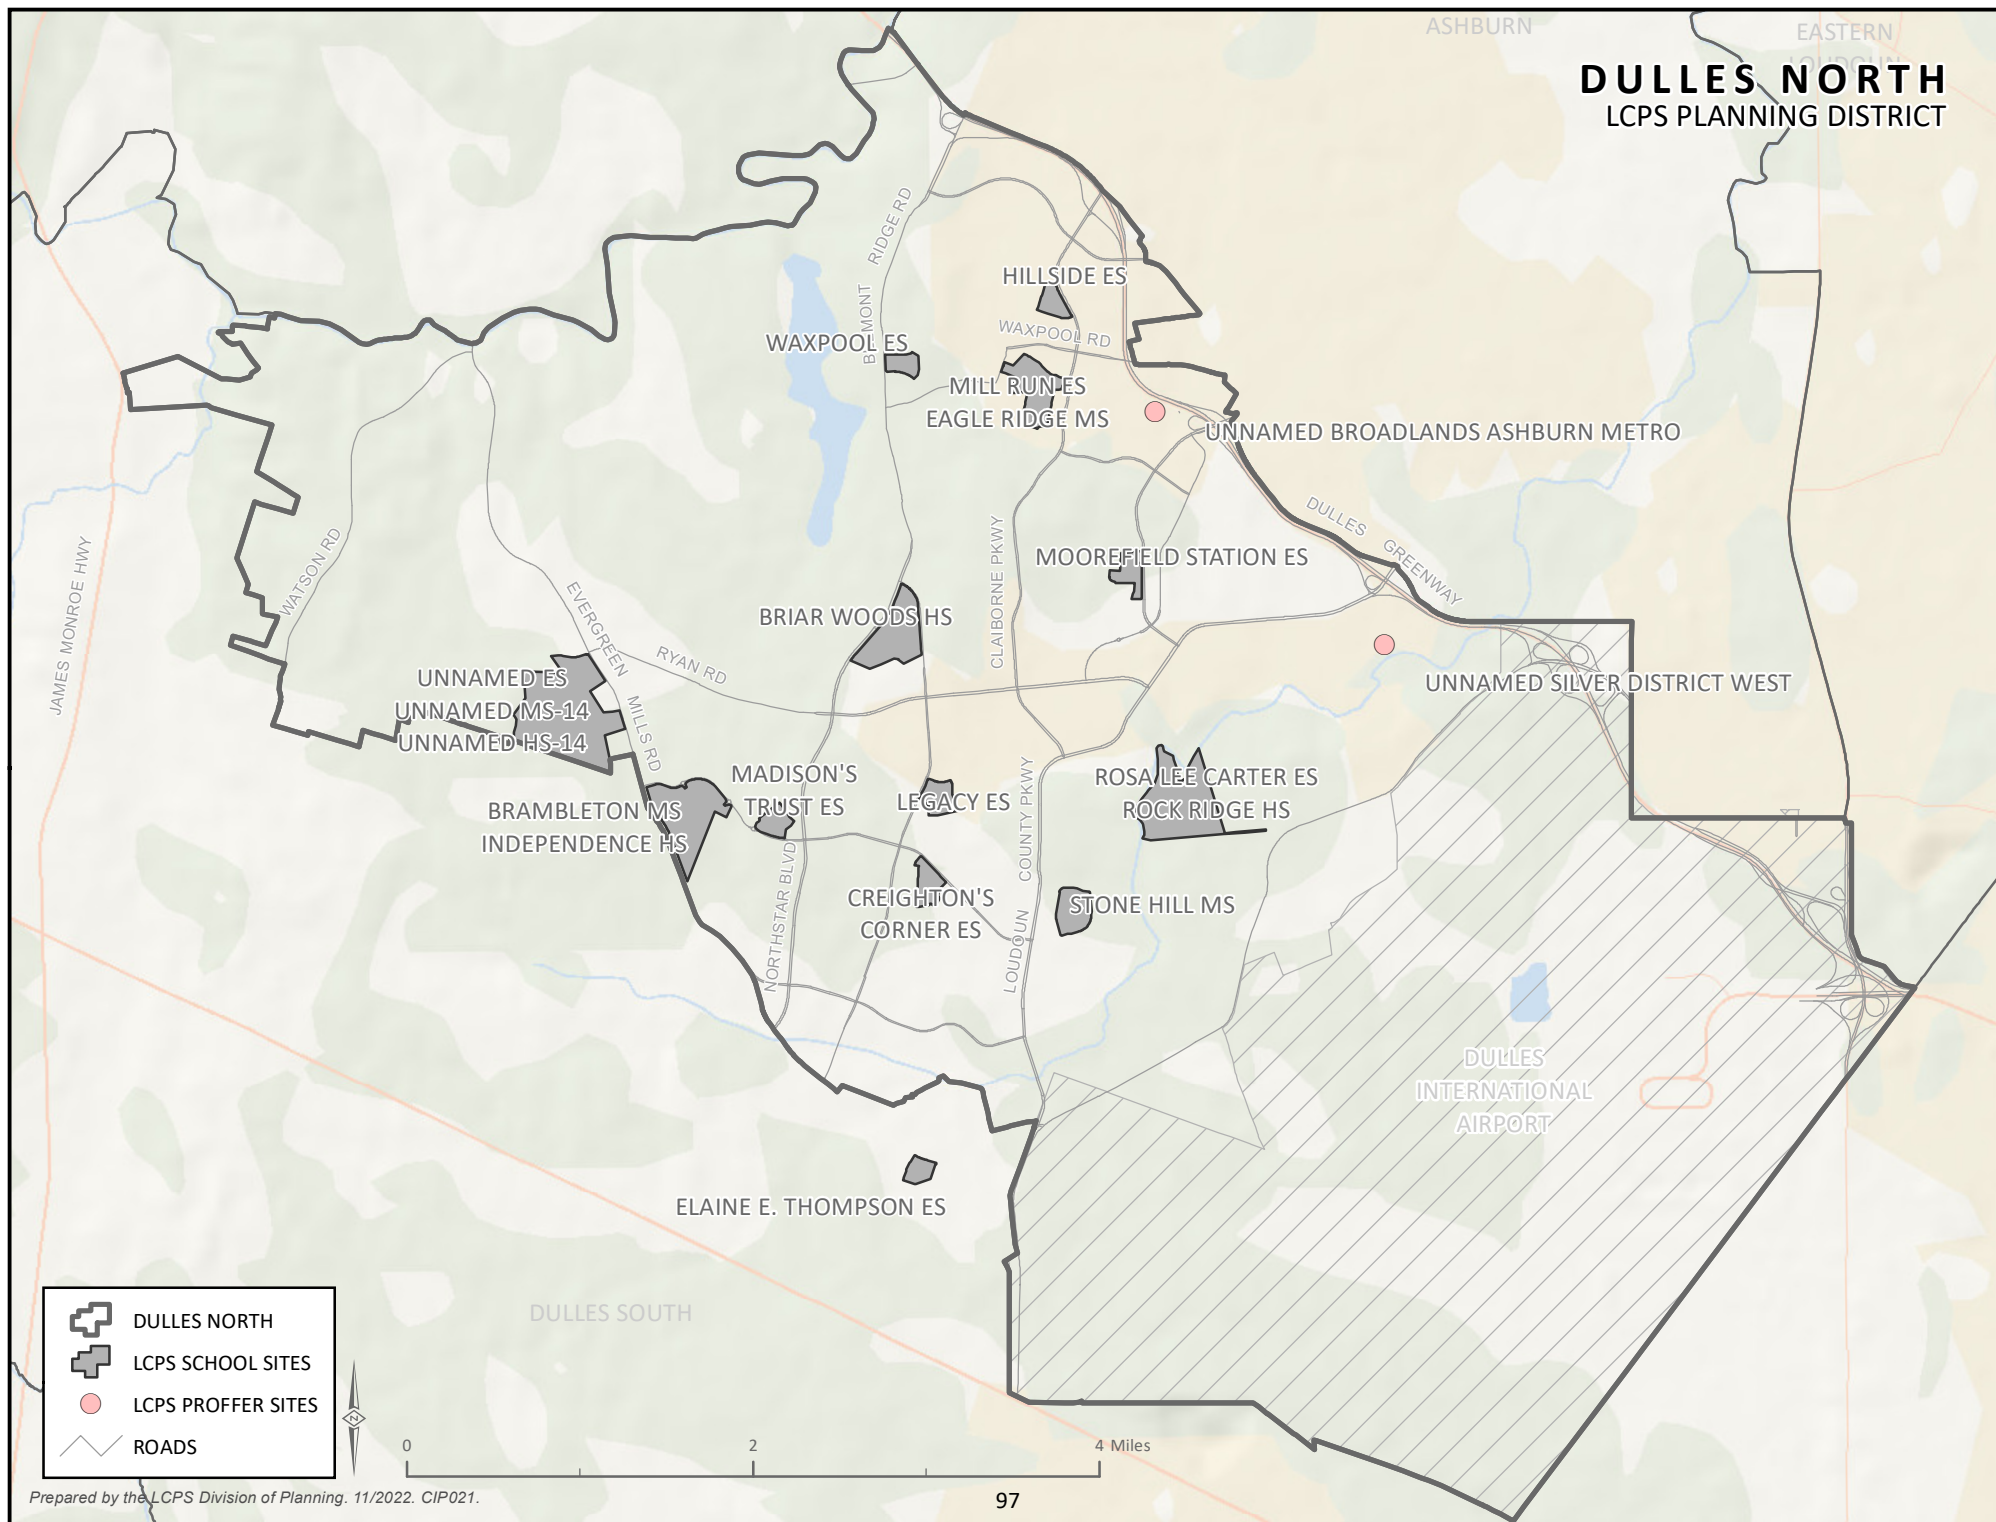 ASHBURN
EASTERN
LOUDOUN
DULLES NORTH
LCPS PLANNING DISTRICT
RIDGE RD
HILLSIDE ES
WAXPOOL RD
WAXPOOL ES
MILL RUN ES
EAGLE RIDGE MS
UNNAMED BROADLANDS ASHBURN METRO
DULLES
GREENWAY
JAMES MONROE HWY
WATSON RD
EVERGREEN
MILLS RD
RYAN RD
CLAIBORNE PKWY
MOOREFIELD STATION ES
BRIAR WOODS HS
UNNAMED ES
UNNAMED MS-14
UNNAMED HS-14
UNNAMED SILVER DISTRICT WEST
MADISON'S
TRUST ES
LEGACY ES
ROSA LEE CARTER ES
ROCK RIDGE HS
BRAMBLETON MS
INDEPENDENCE HS
NORTHSTAR BLVD
LOUDOUN
COUNTY PKWY
CREIGHTON'S
CORNER ES
STONE HILL MS
DULLES
INTERNATIONAL
AIRPORT
ELAINE E. THOMPSON ES
DULLES SOUTH
DULLES NORTH
LCPS SCHOOL SITES
LCPS PROFFER SITES
ROADS
N
0 2 4 Miles
Prepared by the LCPS Division of Planning. 11/2022. CIP021.
97